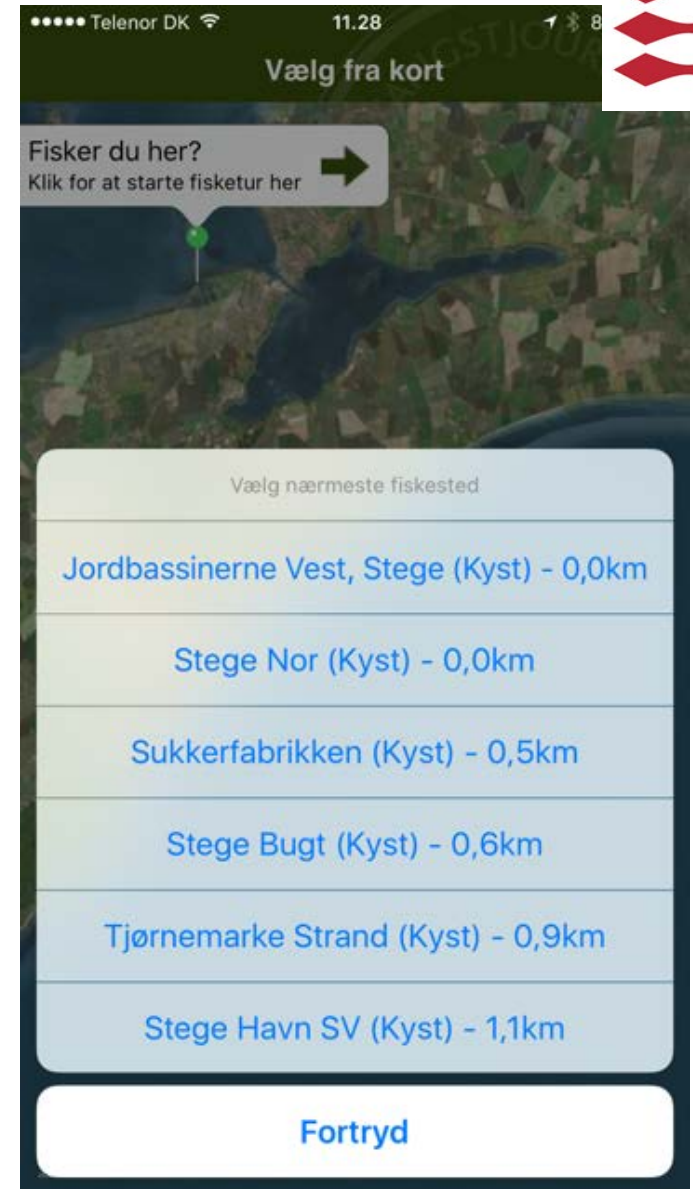 Telenor DK 11.28 8
ANGSTJOUR
Vælg fra kort
Fisker du her?
Klik for at starte fisketur her
Vælg nærmeste fiskested
Jordbassinerne Vest, Stege (Kyst) - 0,0km
Stege Nor (Kyst) - 0,0km
Sukkerfabrikken (Kyst) - 0,5km
Stege Bugt (Kyst) - 0,6km
Tjørnemarke Strand (Kyst) - 0,9km
Stege Havn SV (Kyst) - 1,1km
Fortryd